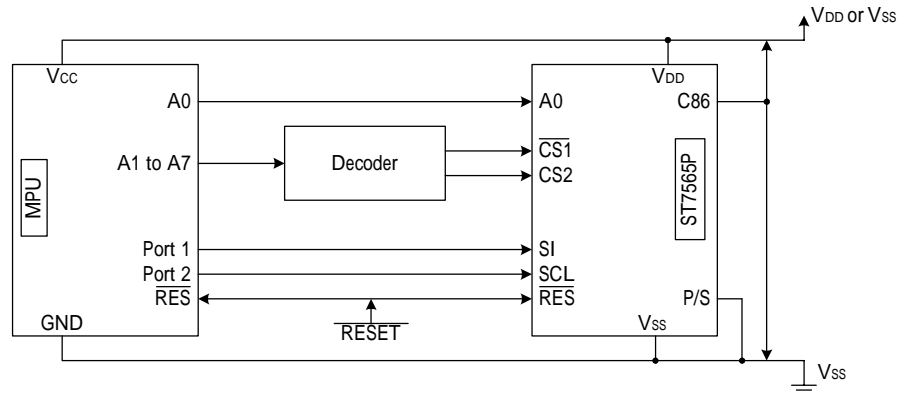 VDD or VSS
VCC
VDD
A0
A0
C86
A1 to A7
Decoder
CS1
CS2
MPU
ST7565P
Port 1
SI
Port 2
SCL
RES
RES
P/S
GND
RESET
VSS
VSS